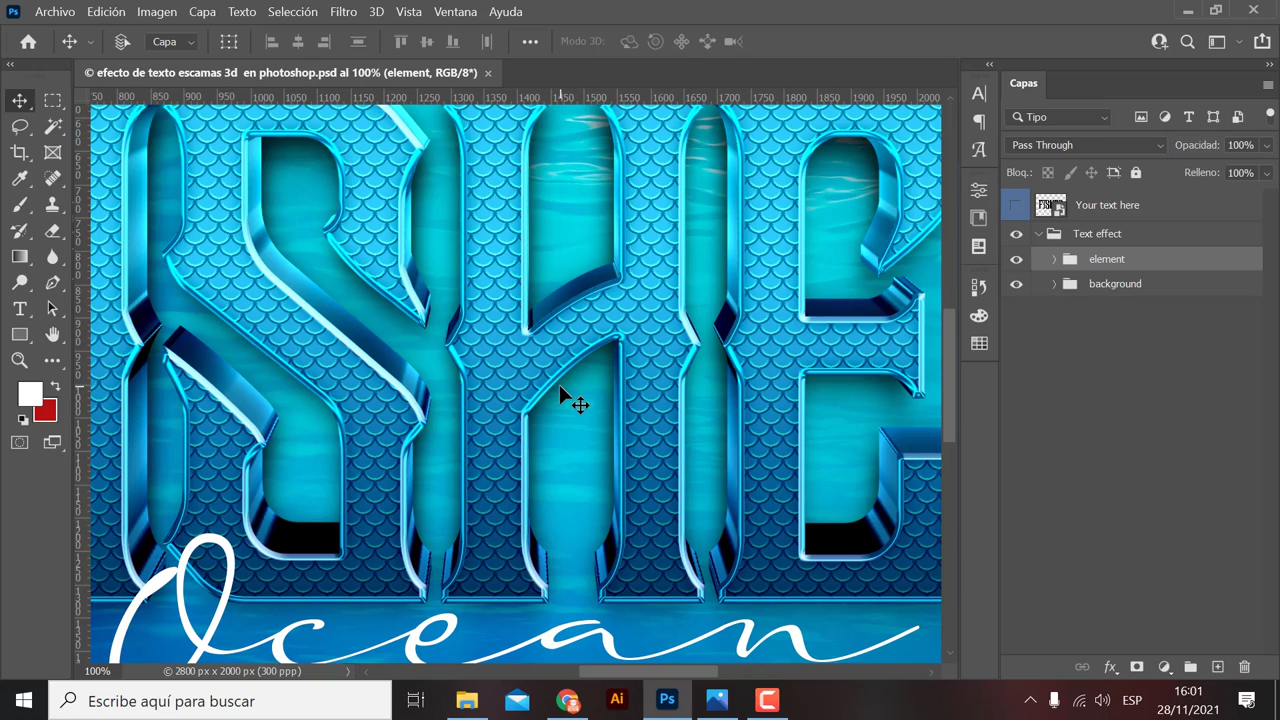 Ps Archivo Edición Imagen Capa Texto Selección Filtro 3D Vista Ventana Ayuda
Capa Modo 3D:
© efecto de texto escamas 3d en photoshop.psd al 100% (element, RGB/8*) ×
50 800 850 900 950 1000 1050 1100 1150 1200 1250 1300 1350 1400 1450 1500 1550 1600 1650 1700 1750 1800 1850 1900 1950 2000
Capas
Tipo
Pass Through Opacidad: 100%
Bloq.: Relleno: 100%
Your text here
Text effect
element
background
Ocean
100% © 2800 px x 2000 px (300 ppp)
Escribe aquí para buscar
Ai Ps
ESP
16:01
28/11/2021